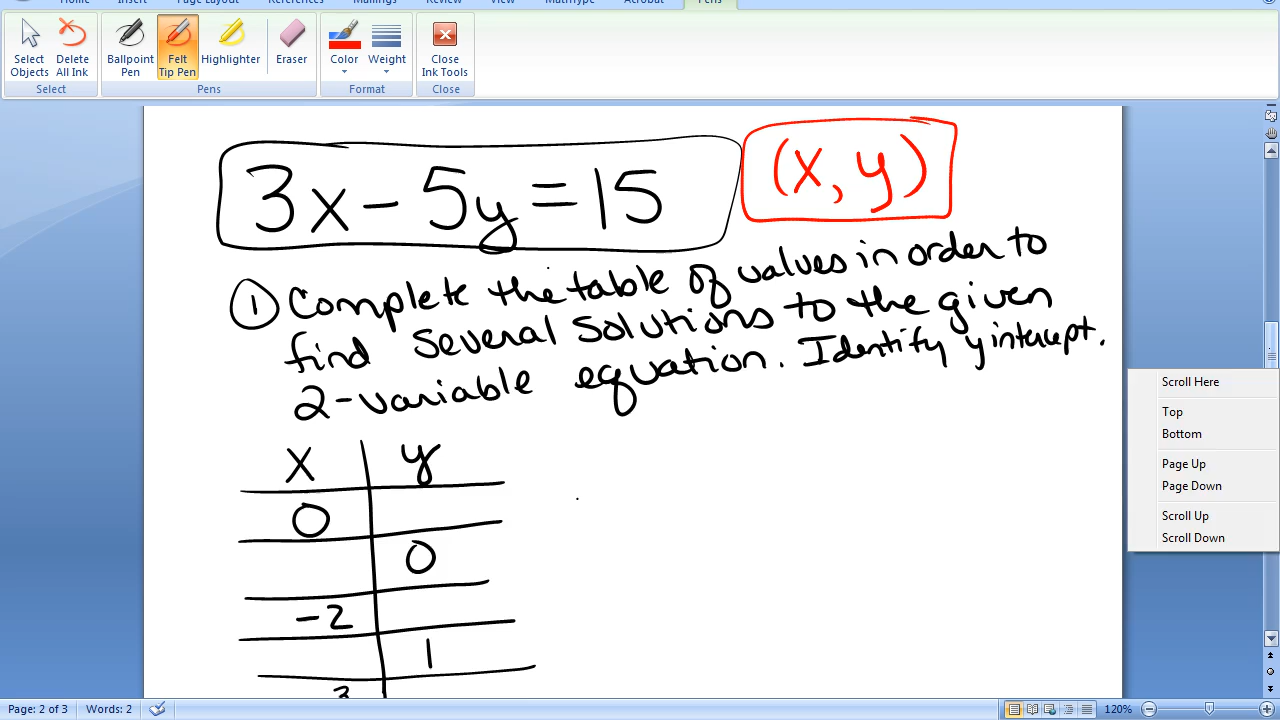 Home Insert Page Layout References Mailings Review View MathType Acrobat Pens
Select Objects
Delete All Ink
Ballpoint Pen
Felt Tip Pen
Highlighter
Eraser
Color
Weight
Close Ink Tools
Select Pens Format Close
3x - 5y = 15 (x, y)
① Complete the table of values in order to
find several solutions to the given
2-variable equation. Identify y intercept.
x y
0
0
-2
1
3
Scroll Here
Top
Bottom
Page Up
Page Down
Scroll Up
Scroll Down
Page: 2 of 3 Words: 2 120%